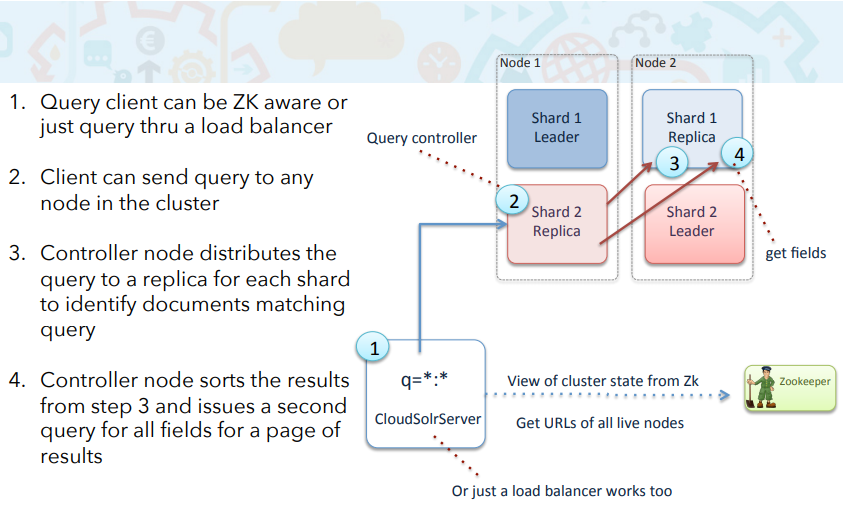 1. Query client can be ZK aware or
just query thru a load balancer
2. Client can send query to any
node in the cluster
3. Controller node distributes the
query to a replica for each shard
to identify documents matching
query
4. Controller node sorts the results
from step 3 and issues a second
query for all fields for a page of
results
Node 1
Node 2
Shard 1
Leader
Shard 1
Replica
Query controller
3
4
2
Shard 2
Replica
Shard 2
Leader
get fields
1
q=*:*
CloudSolrServer
View of cluster state from Zk
Get URLs of all live nodes
Zookeeper
Or just a load balancer works too